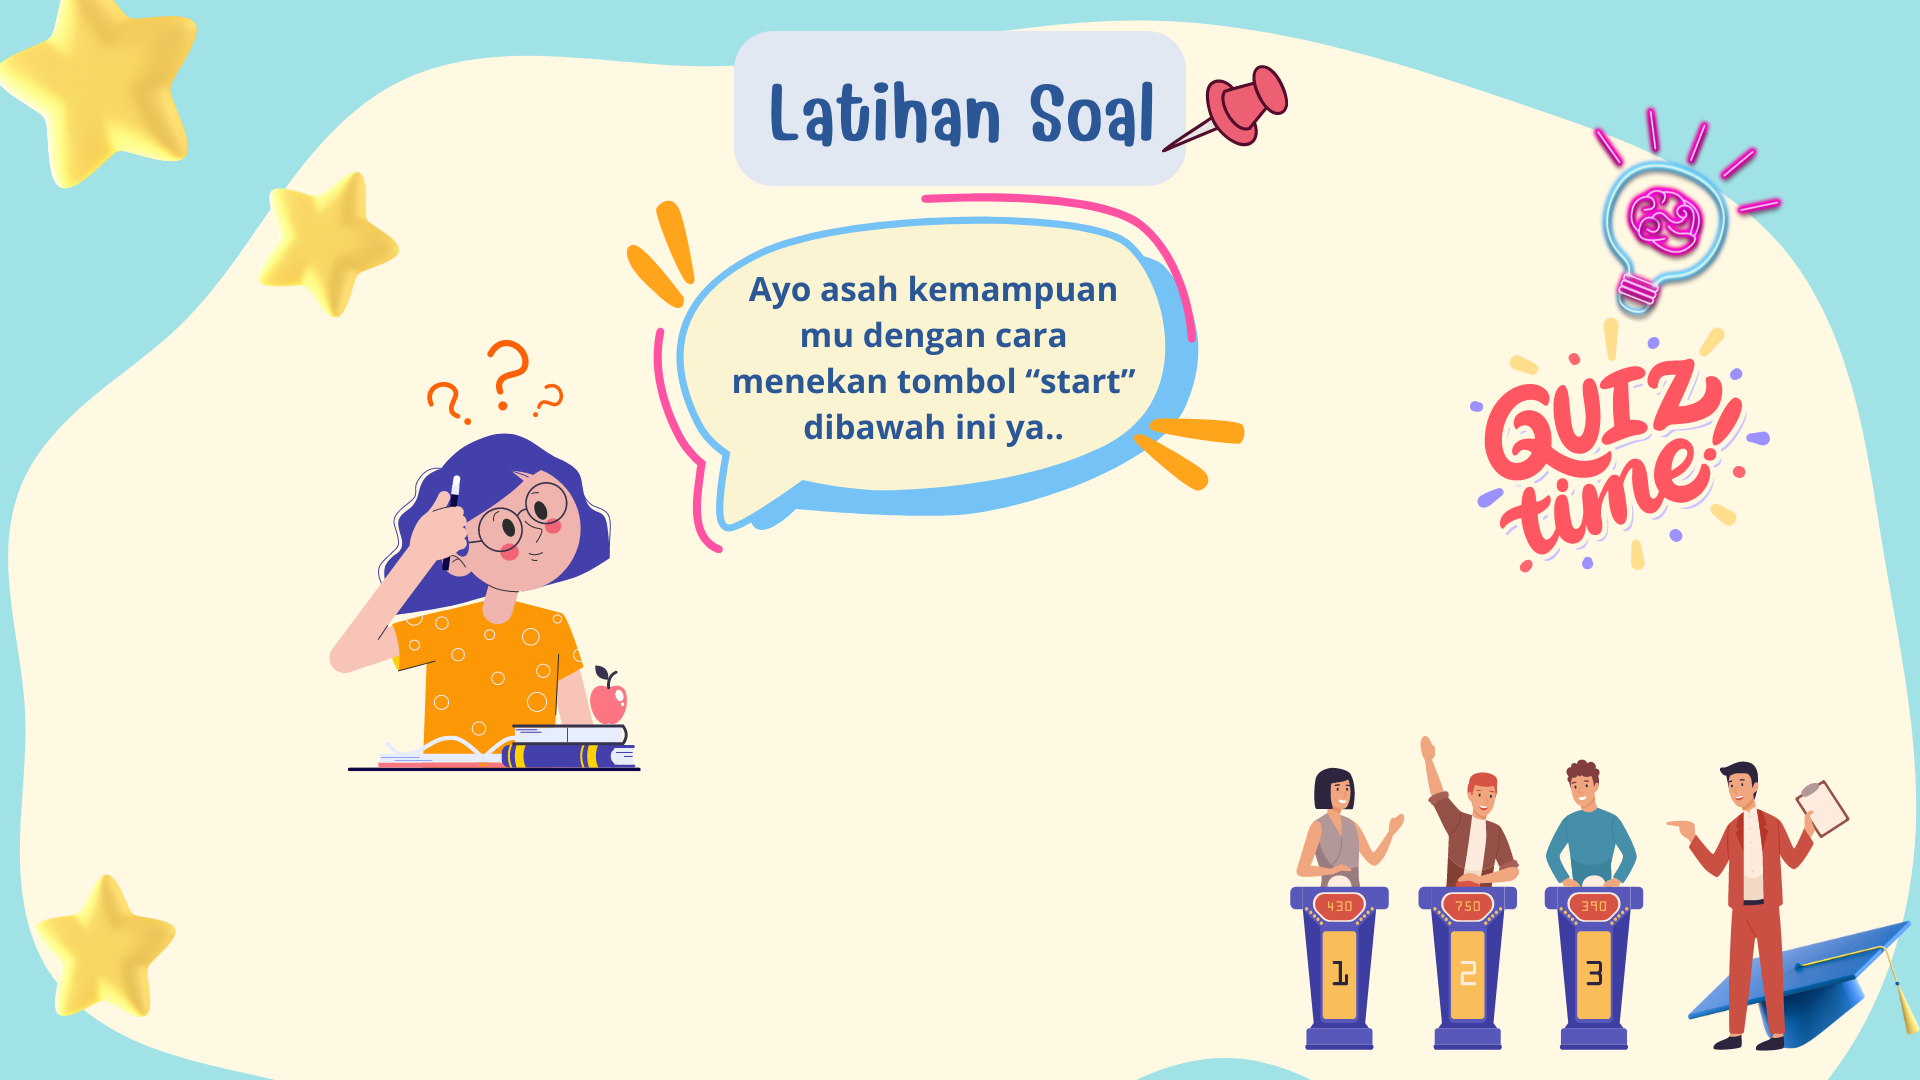 Latihan Soal
Ayo asah kemampuan
mu dengan cara
menekan tombol “start”
dibawah ini ya..
QUIZ
time!
430
750
390
1
2
3